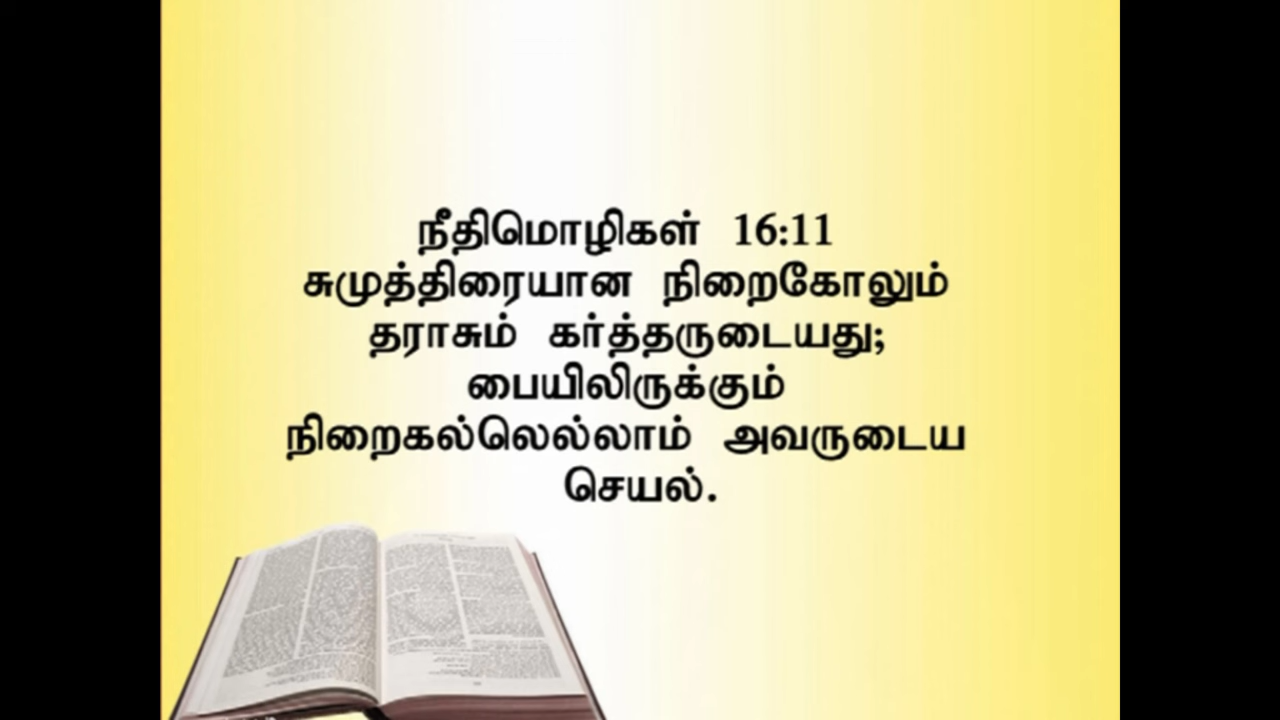 நீதிமொழிகள் 16:11
சுமுத்திரையான நிறைகோலும்
தராசும் கர்த்தருடையது;
பையிலிருக்கும்
நிறைகல்லெல்லாம் அவருடைய
செயல்.